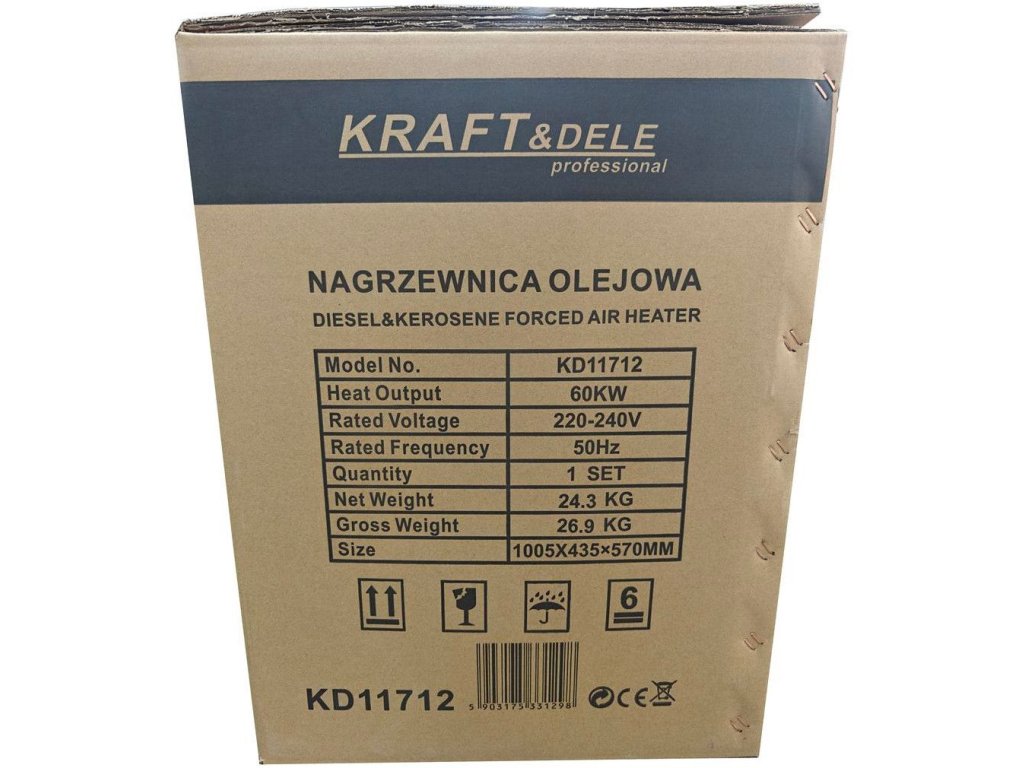 KRAFT&DELE
professional
NAGRZEWNICA OLEJOWA
DIESEL&KEROSENE FORCED AIR HEATER
Model No. KD11712
Heat Output 60KW
Rated Voltage 220-240V
Rated Frequency 50Hz
Quantity 1 SET
Net Weight 24.3 KG
Gross Weight 26.9 KG
Size 1005X435×570MM
6
KD11712
5 903175 331298
CE